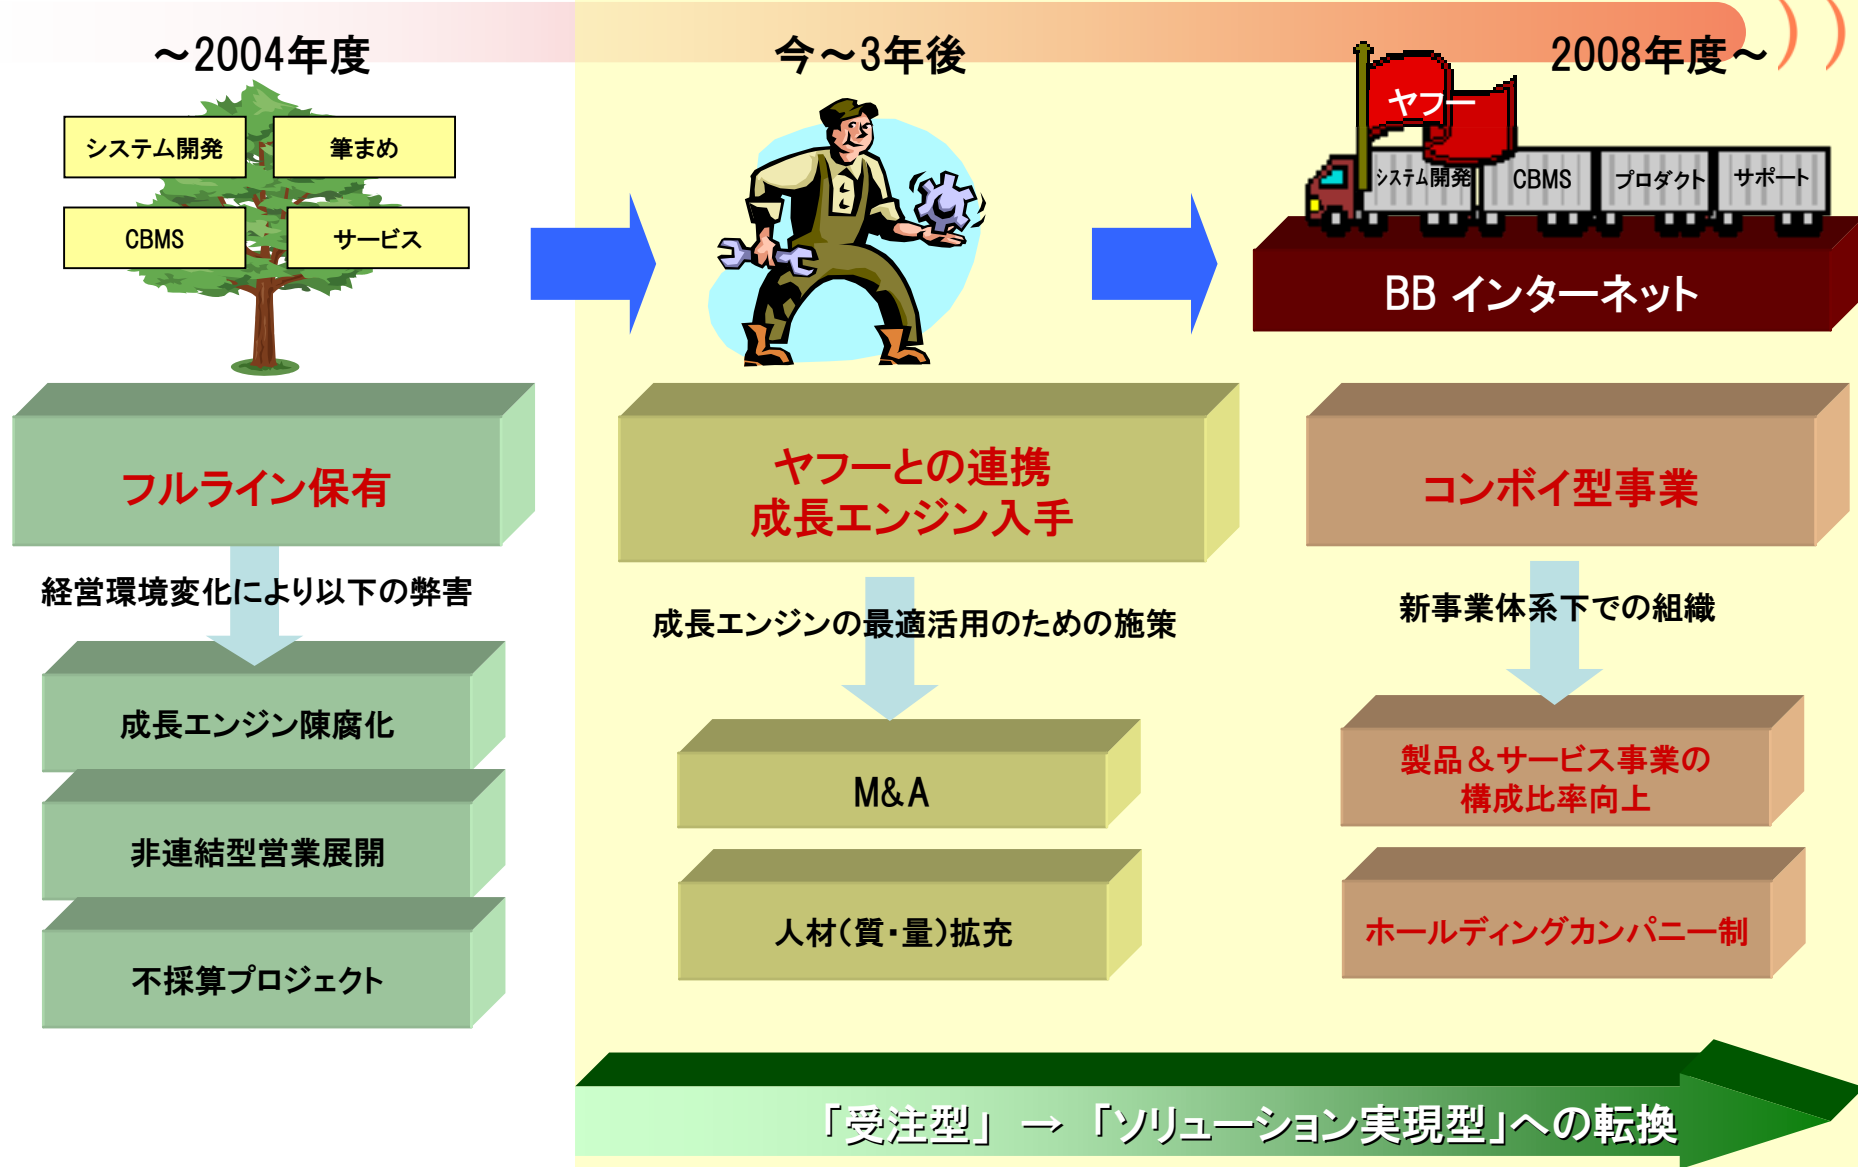 ～2004年度
今～3年後
2008年度～
システム開発
筆まめ
CBMS
サービス
ヤフー
システム開発
CBMS
プロダクト
サポート
BB インターネット
フルライン保有
経営環境変化により以下の弊害
成長エンジン陳腐化
非連結型営業展開
不採算プロジェクト
ヤフーとの連携
成長エンジン入手
成長エンジンの最適活用のための施策
M&A
人材（質・量）拡充
コンボイ型事業
新事業体系下での組織
製品＆サービス事業の
構成比率向上
ホールディングカンパニー制
「受注型」 → 「ソリューション実現型」への転換